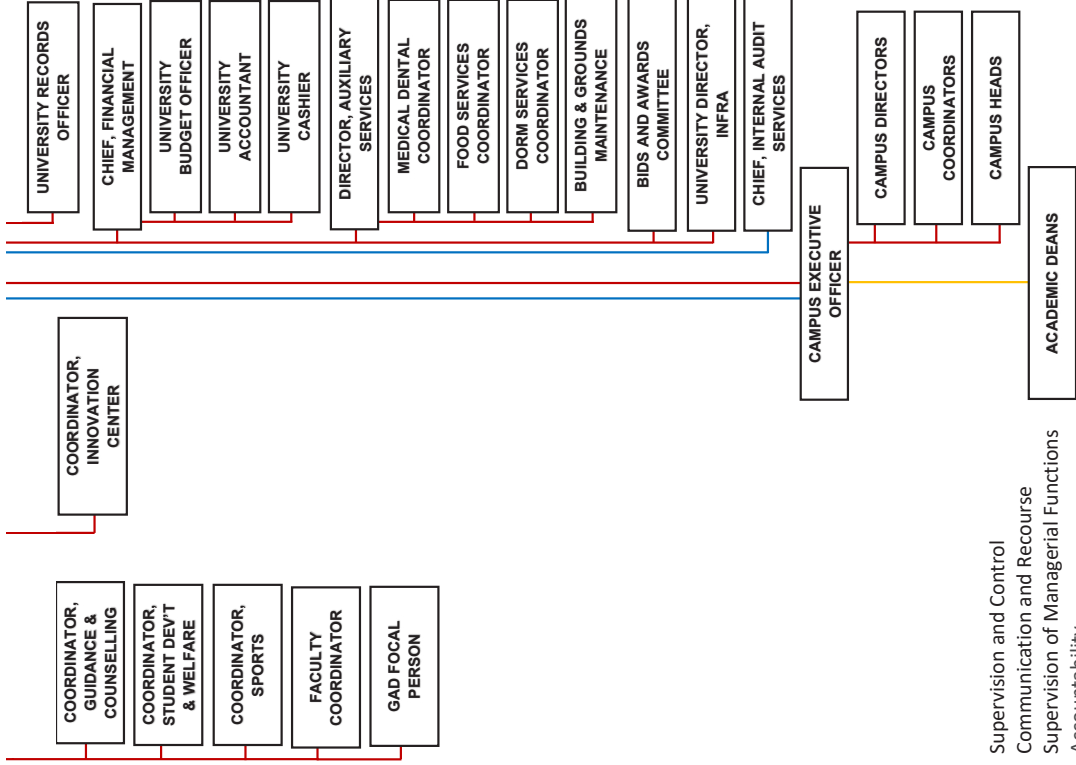 UNIVERSITY RECORDS
OFFICER
CHIEF, FINANCIAL
MANAGEMENT
UNIVERSITY
BUDGET OFFICER
UNIVERSITY
ACCOUNTANT
UNIVERSITY
CASHIER
DIRECTOR, AUXILIARY
SERVICES
MEDICAL DENTAL
COORDINATOR
FOOD SERVICES
COORDINATOR
DORM SERVICES
COORDINATOR
BUILDING & GROUNDS
MAINTENANCE
BIDS AND AWARDS
COMMITTEE
UNIVERSITY DIRECTOR,
INFRA
CHIEF, INTERNAL AUDIT
SERVICES
CAMPUS EXECUTIVE
OFFICER
CAMPUS DIRECTORS
CAMPUS
COORDINATORS
CAMPUS HEADS
ACADEMIC DEANS
COORDINATOR,
INNOVATION
CENTER
COORDINATOR,
GUIDANCE &
COUNSELLING
COORDINATOR,
STUDENT DEV'T
& WELFARE
COORDINATOR,
SPORTS
FACULTY
COORDINATOR
GAD FOCAL
PERSON
Supervision and Control
Communication and Recourse
Supervision of Managerial Functions
Accountability